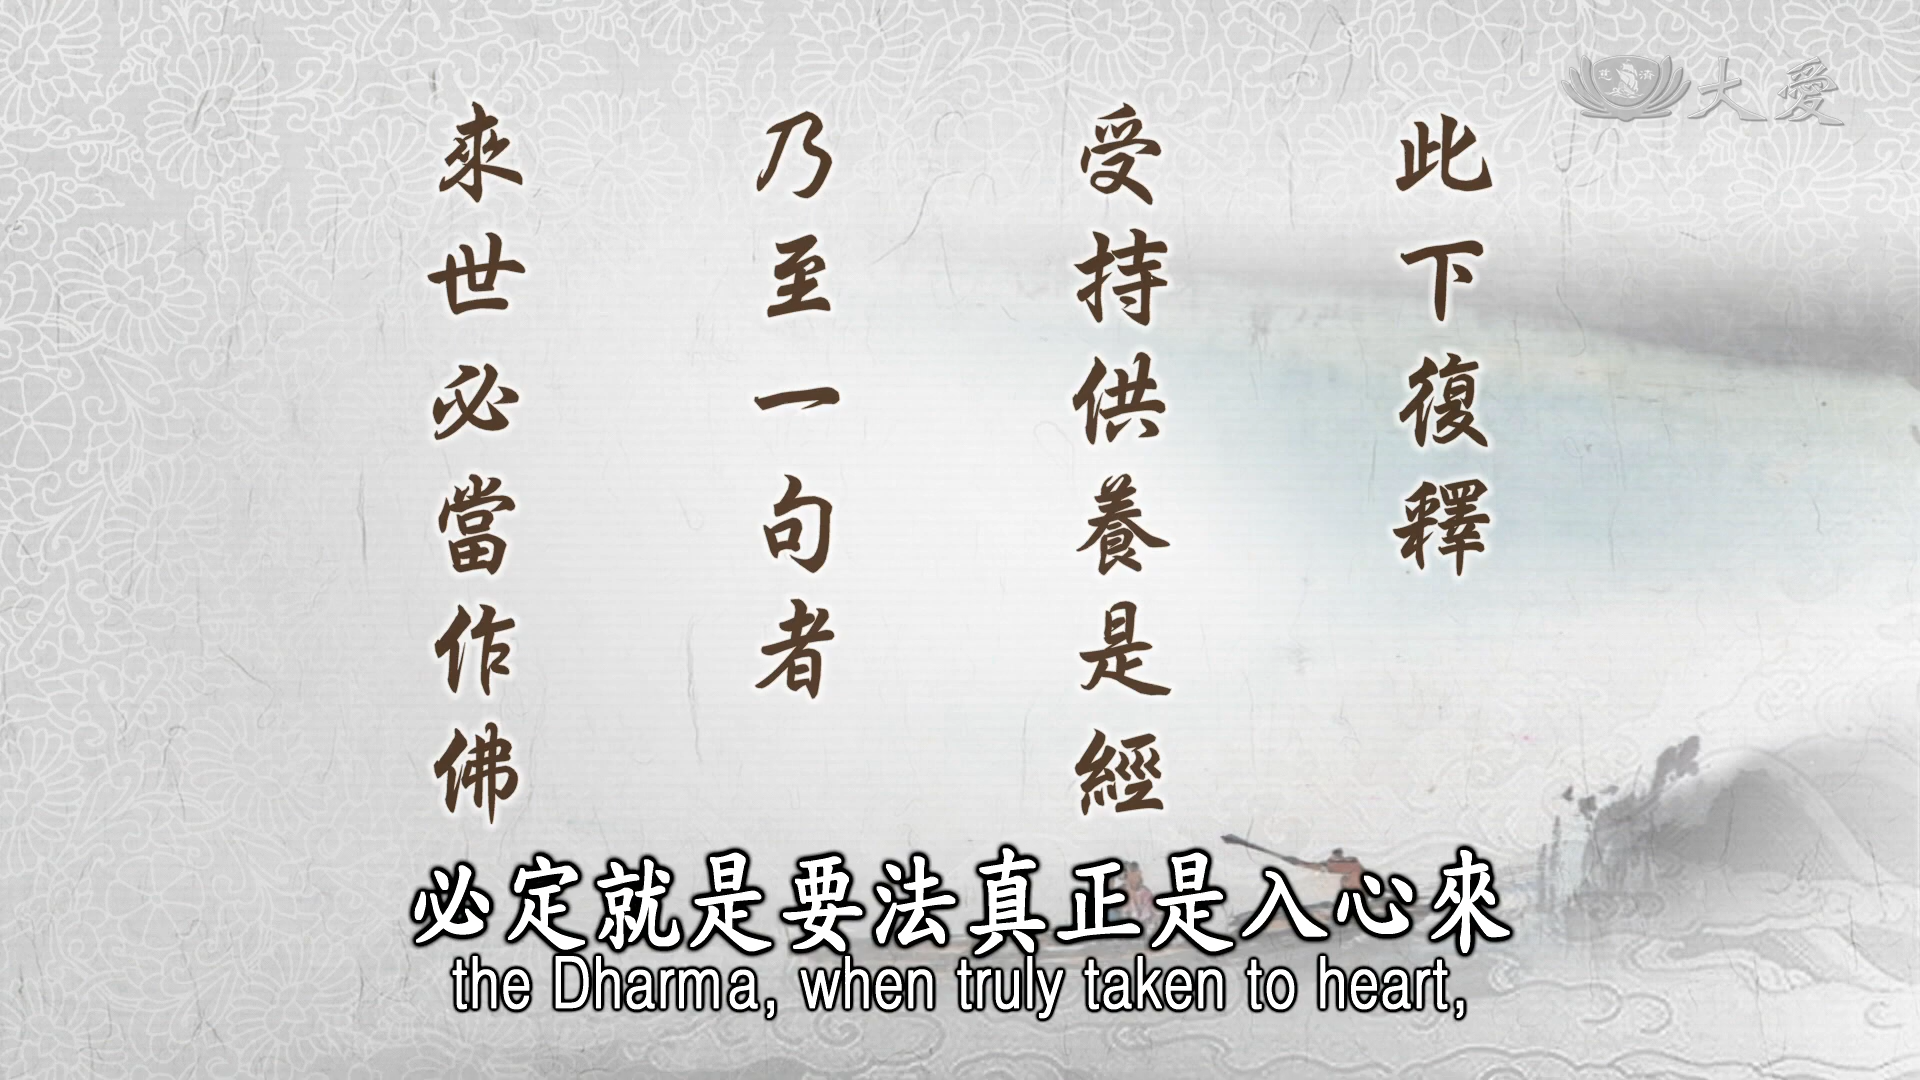 此下復釋
受持供養是經
乃至一句者
來世必當作佛
慈濟
大愛
必定就是要法真正是入心來
the Dharma, when truly taken to heart,